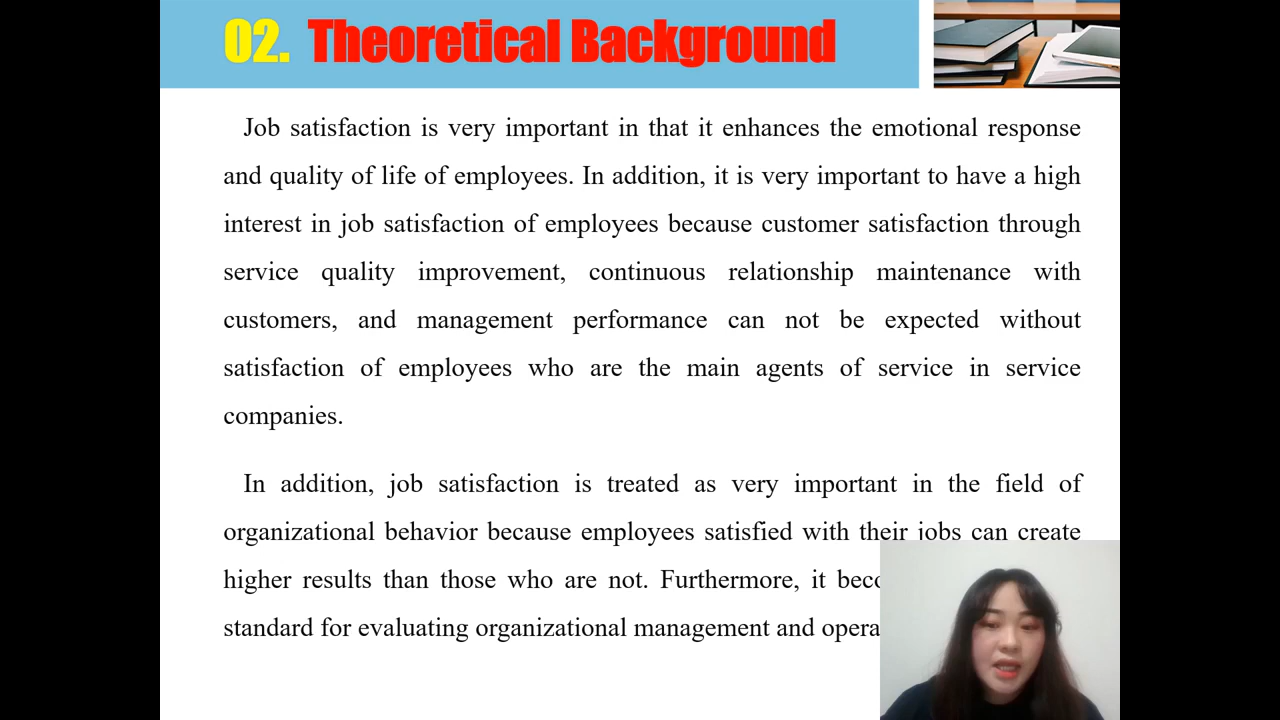 02. Theoretical Background
Job satisfaction is very important in that it enhances the emotional response
and quality of life of employees. In addition, it is very important to have a high
interest in job satisfaction of employees because customer satisfaction through
service quality improvement, continuous relationship maintenance with
customers, and management performance can not be expected without
satisfaction of employees who are the main agents of service in service
companies.
In addition, job satisfaction is treated as very important in the field of
organizational behavior because employees satisfied with their jobs can create
higher results than those who are not. Furthermore, it
standard for evaluating organizational management and